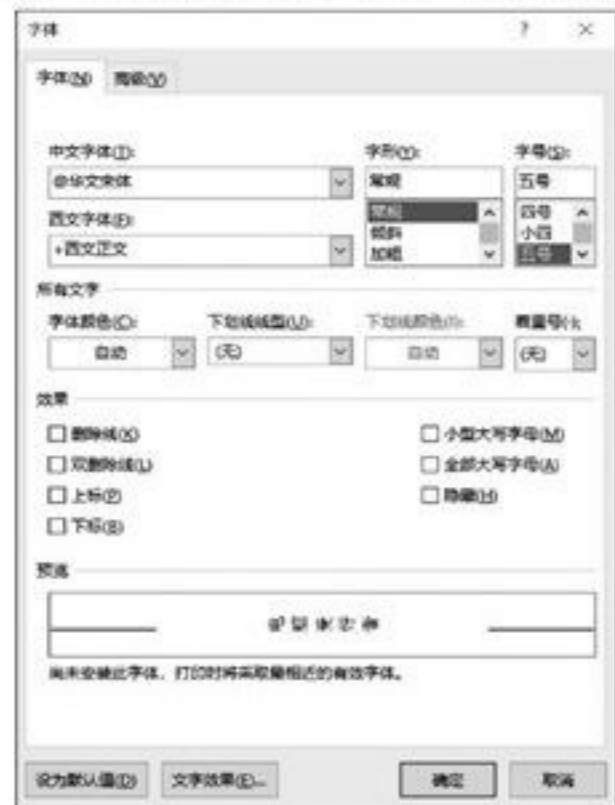 字体 ? ×
字体(N) 高级(V)
中文字体(T): 字形(Y): 字号(S):
@华文宋体 常规 五号
常规 四号
西文字体(F): 倾斜 小四
+西文正文 加粗 五号
所有文字
字体颜色(C): 下划线线型(U): 下划线颜色(I): 着重号(·):
自动 (无) 自动 (无)
效果
删除线(K) 小型大写字母(M)
双删除线(L) 全部大写字母(A)
上标(P) 隐藏(H)
下标(B)
预览
尚未安装此字体，打印时将采取最相近的有效字体。
设为默认值(D) 文字效果(E)... 确定 取消